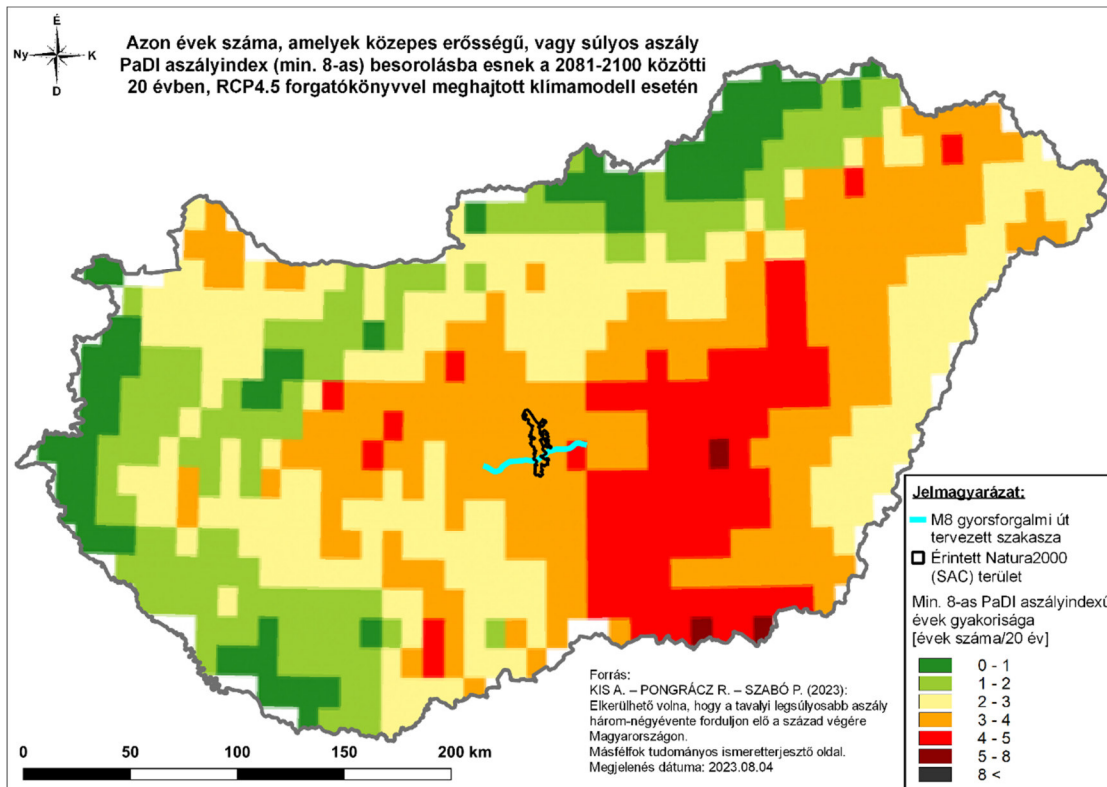 É
Ny
K
D
Azon évek száma, amelyek közepes erősségű, vagy súlyos aszály
PaDI aszályindex (min. 8-as) besorolásba esnek a 2081-2100 közötti
20 évben, RCP4.5 forgatókönyvvel meghajtott klímamodell esetén
Jelmagyarázat:
M8 gyorsforgalmi út
tervezett szakasza
Érintett Natura2000
(SAC) terület
Min. 8-as PaDI aszályindexű
évek gyakorisága
[évek száma/20 év]
0 - 1
1 - 2
2 - 3
3 - 4
4 - 5
5 - 8
8 <
Forrás:
KIS A. – PONGRÁCZ R. – SZABÓ P. (2023):
Elkerülhető volna, hogy a tavalyi legsúlyosabb aszály
három-négyévente forduljon elő a század végére
Magyarországon.
Másfélfok tudományos ismeretterjesztő oldal.
Megjelenés dátuma: 2023.08.04
0 50 100 150 200 km